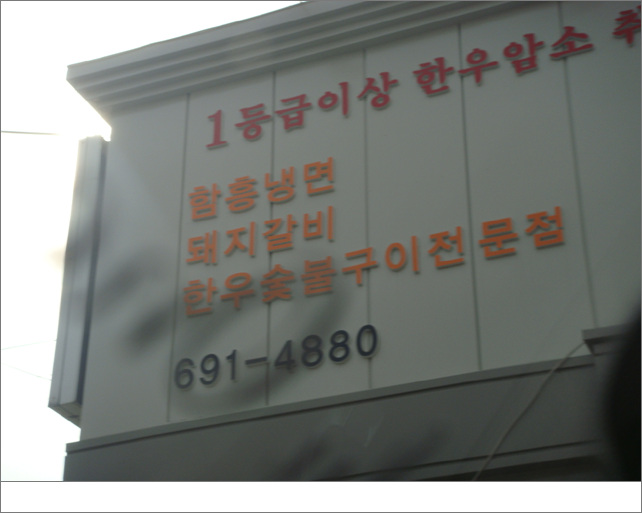 1등급이상 한우암소
함흥냉면
돼지갈비
한우숯불구이전문점
691-4880